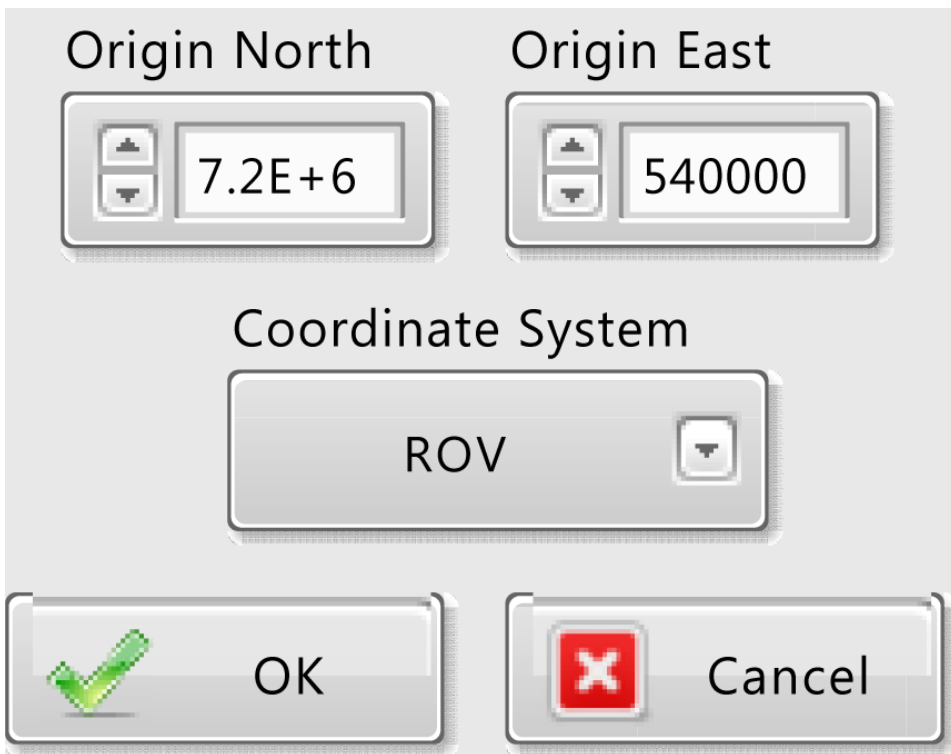 Origin North
Origin East
7.2E+6
540000
Coordinate System
ROV
OK
Cancel